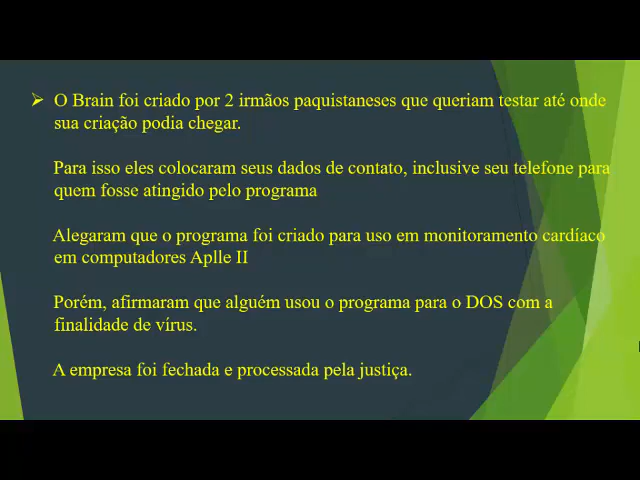 O Brain foi criado por 2 irmãos paquistaneses que queriam testar até onde
sua criação podia chegar.
Para isso eles colocaram seus dados de contato, inclusive seu telefone para
quem fosse atingido pelo programa
Alegaram que o programa foi criado para uso em monitoramento cardíaco
em computadores Aplle II
Porém, afirmaram que alguém usou o programa para o DOS com a
finalidade de vírus.
A empresa foi fechada e processada pela justiça.